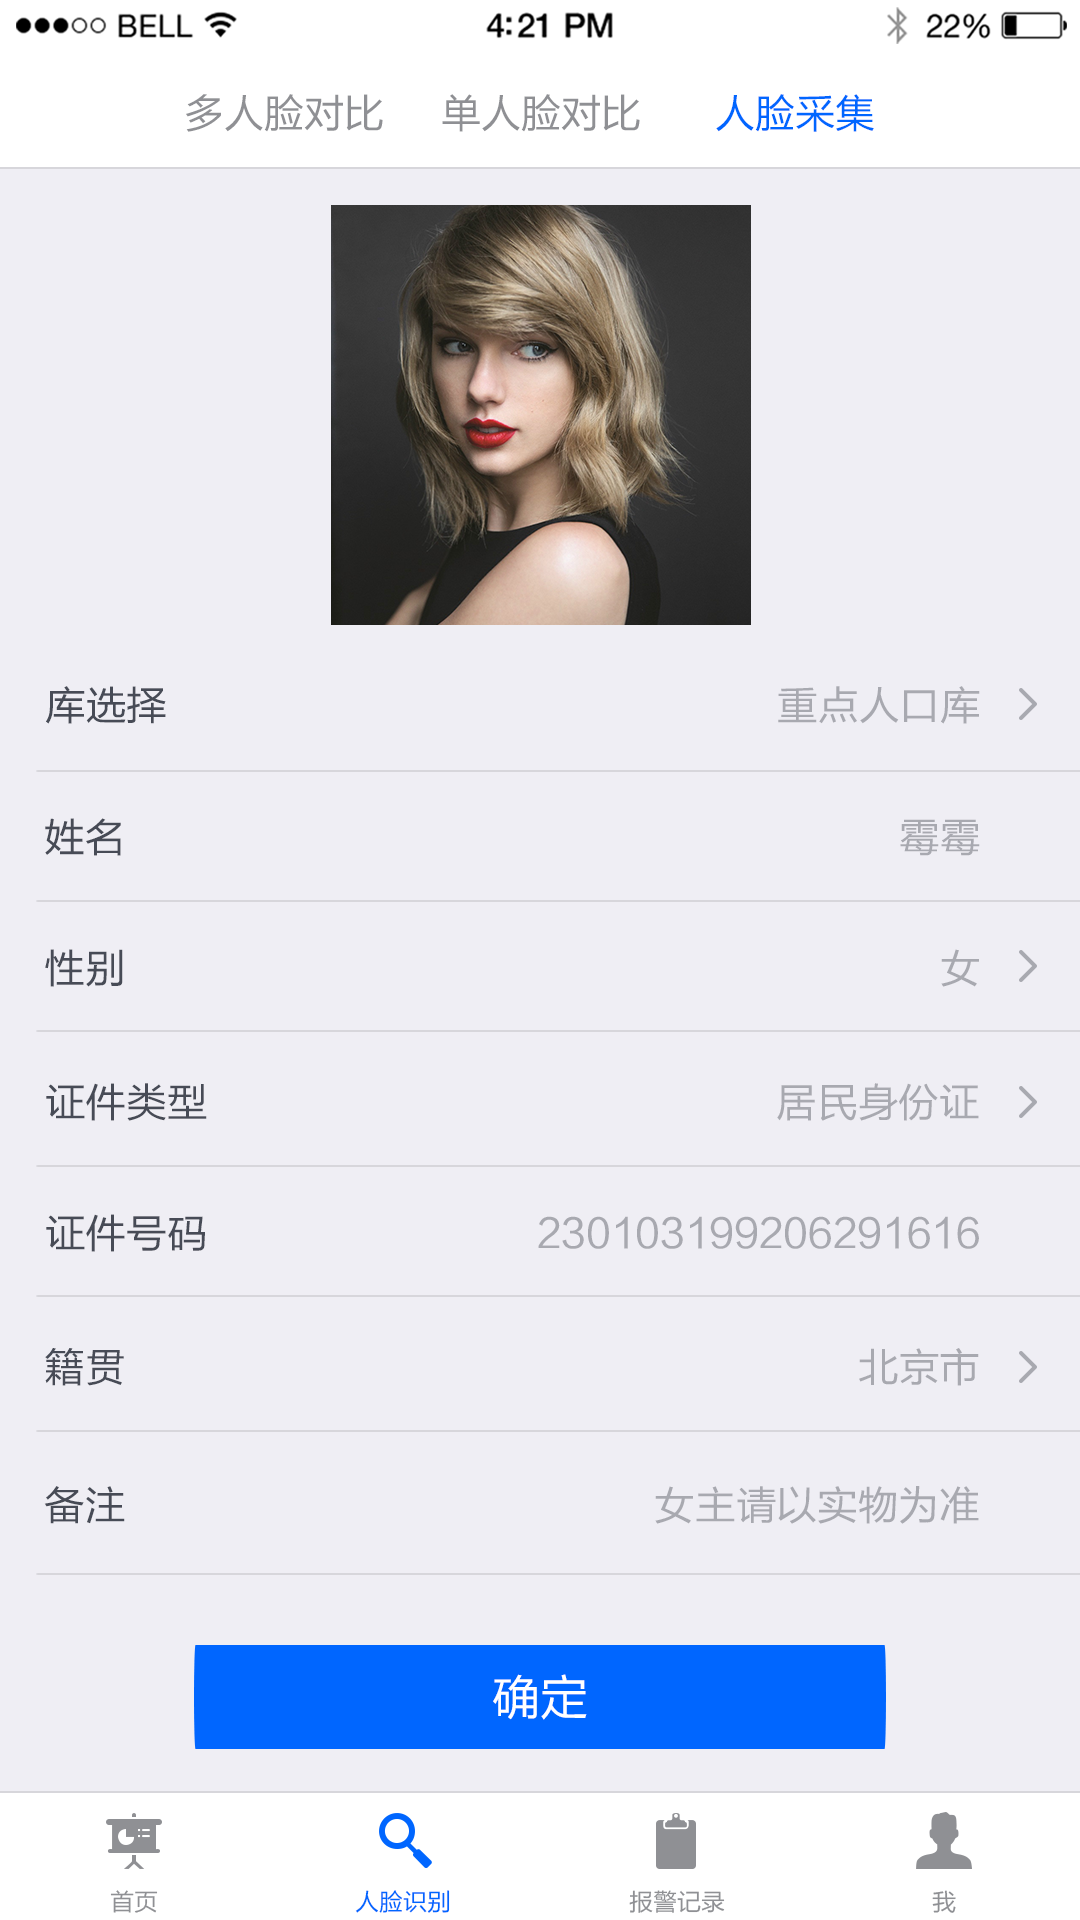 BELL 4:21 PM 22%
多人脸对比 单人脸对比 人脸采集
库选择 重点人口库
姓名 霉霉
性别 女
证件类型 居民身份证
证件号码 230103199206291616
籍贯 北京市
备注 女主请以实物为准
确定
首页 人脸识别 报警记录 我